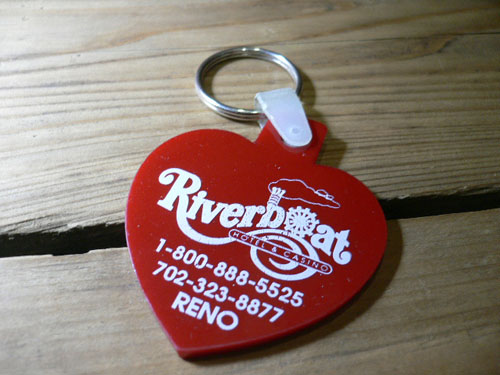 Riverboat
HOTEL & CASINO
1-800-888-5525
702-323-8877
RENO